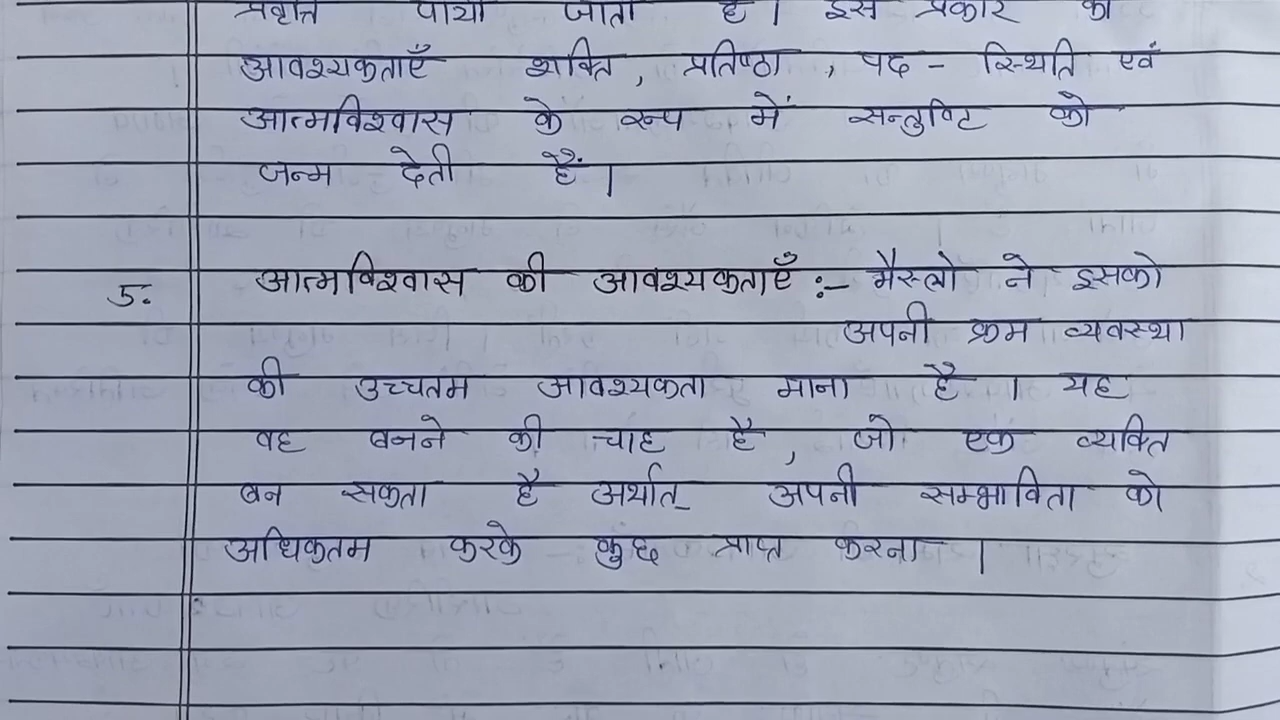 प्रवृत्ति पायी जाती है। इस प्रकार की
आवश्यकताएँ शक्ति, प्रतिष्ठा, पद - स्थिति एवं
आत्मविश्वास के रूप में सन्तुष्टि को
जन्म देती हैं।
5. आत्मविश्वास की आवश्यकताएँ :- मैस्लो ने इसको
अपनी क्रम व्यवस्था
की उच्चतम आवश्यकता माना है। यह
वह बनने की चाह है, जो एक व्यक्ति
बन सकता है अर्थात् अपनी सम्भाविता को
अधिकतम करके कुछ प्राप्त करना।